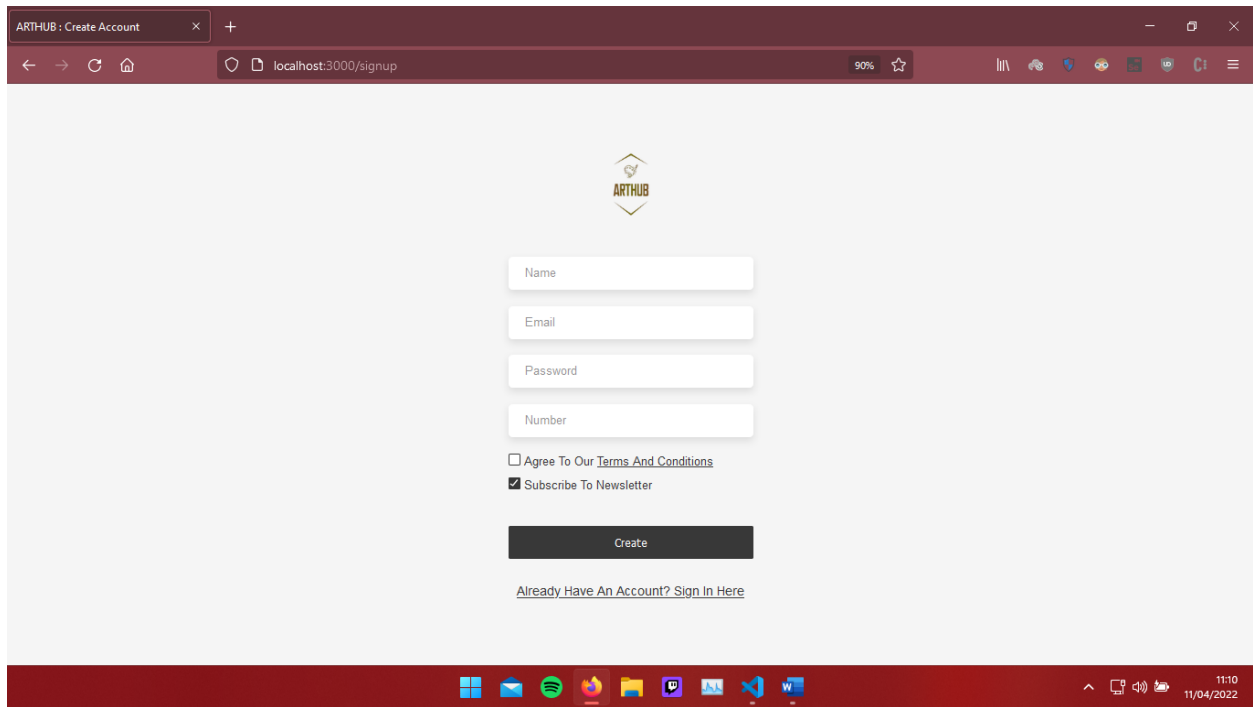 ARTHUB : Create Account
localhost:3000/signup
90%
ARTHUB
Name
Email
Password
Number
Agree To Our Terms And Conditions
Subscribe To Newsletter
Create
Already Have An Account? Sign In Here
11:10
11/04/2022